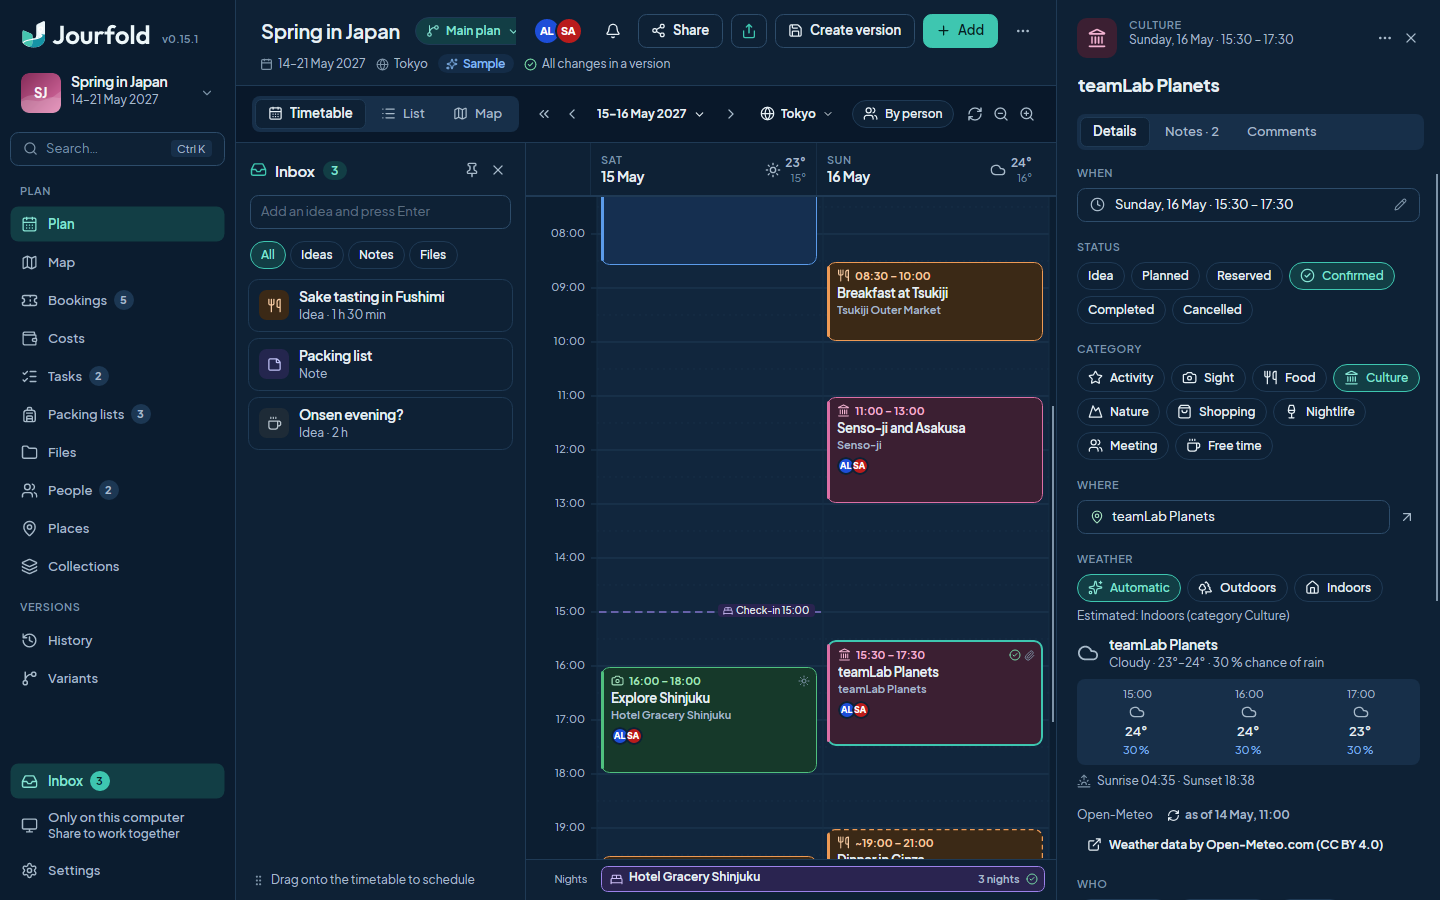 Jourfold v0.15.1
SJ
Spring in Japan
14–21 May 2027
Search... Ctrl K
PLAN
Plan
Map
Bookings 5
Costs
Tasks 2
Packing lists 3
Files
People 2
Places
Collections
VERSIONS
History
Variants
Inbox 3
Only on this computer
Share to work together
Settings
Spring in Japan Main plan AL SA Share Create version Add
14–21 May 2027 Tokyo Sample All changes in a version
Timetable List Map 15–16 May 2027 Tokyo By person
Inbox 3
Add an idea and press Enter
All Ideas Notes Files
Sake tasting in Fushimi
Idea · 1 h 30 min
Packing list
Note
Onsen evening?
Idea · 2 h
Drag onto the timetable to schedule
SAT
15 May
23°
15°
SUN
16 May
24°
16°
08:00
09:00
10:00
11:00
12:00
13:00
14:00
15:00
16:00
17:00
18:00
19:00
Check-in 15:00
16:00 – 18:00
Explore Shinjuku
Hotel Gracery Shinjuku
AL SA
08:30 – 10:00
Breakfast at Tsukiji
Tsukiji Outer Market
11:00 – 13:00
Senso-ji and Asakusa
Senso-ji
AL SA
15:30 – 17:30
teamLab Planets
teamLab Planets
AL SA
~19:00 – 21:00
Dinner in Ginza
Nights Hotel Gracery Shinjuku 3 nights
CULTURE
Sunday, 16 May · 15:30 – 17:30
teamLab Planets
Details Notes · 2 Comments
WHEN
Sunday, 16 May · 15:30 – 17:30
STATUS
Idea Planned Reserved Confirmed
Completed Cancelled
CATEGORY
Activity Sight Food Culture
Nature Shopping Nightlife
Meeting Free time
WHERE
teamLab Planets
WEATHER
Automatic Outdoors Indoors
Estimated: Indoors (category Culture)
teamLab Planets
Cloudy · 23°–24° · 30 % chance of rain
15:00 16:00 17:00
24° 24° 23°
30 % 30 % 30 %
Sunrise 04:35 · Sunset 18:38
Open-Meteo as of 14 May, 11:00
Weather data by Open-Meteo.com (CC BY 4.0)
WHO